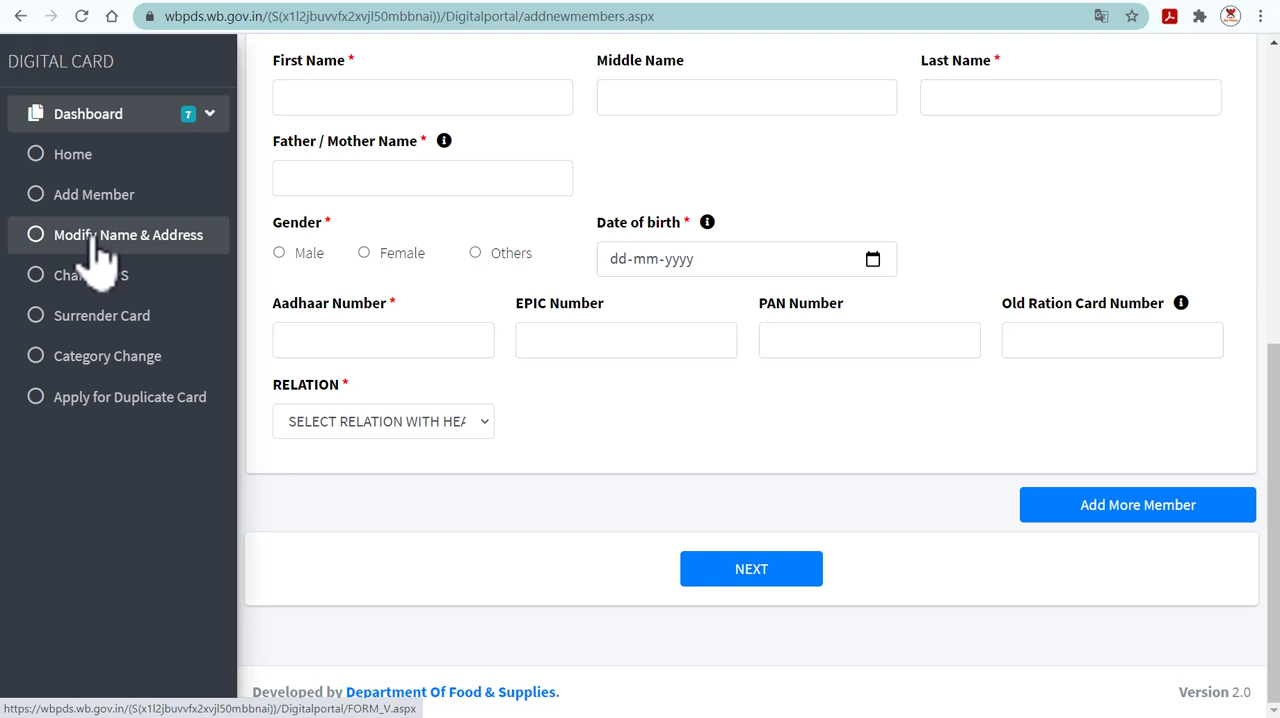 wbpds.wb.gov.in/(S(x1l2jbuvvfx2xvjl50mbbnai))/Digitalportal/addnewmembers.aspx
DIGITAL CARD
Dashboard 7
Home
Add Member
Modify Name & Address
Surrender Card
Category Change
Apply for Duplicate Card
First Name * Middle Name Last Name *
Father / Mother Name *
Gender * Date of birth *
Male Female Others dd-mm-yyyy
Aadhaar Number * EPIC Number PAN Number Old Ration Card Number
RELATION *
SELECT RELATION WITH HEA
Add More Member
NEXT
Developed by Department Of Food & Supplies. Version 2.0
https://wbpds.wb.gov.in/(S(x1l2jbuvvfx2xvjl50mbbnai))/Digitalportal/FORM_V.aspx